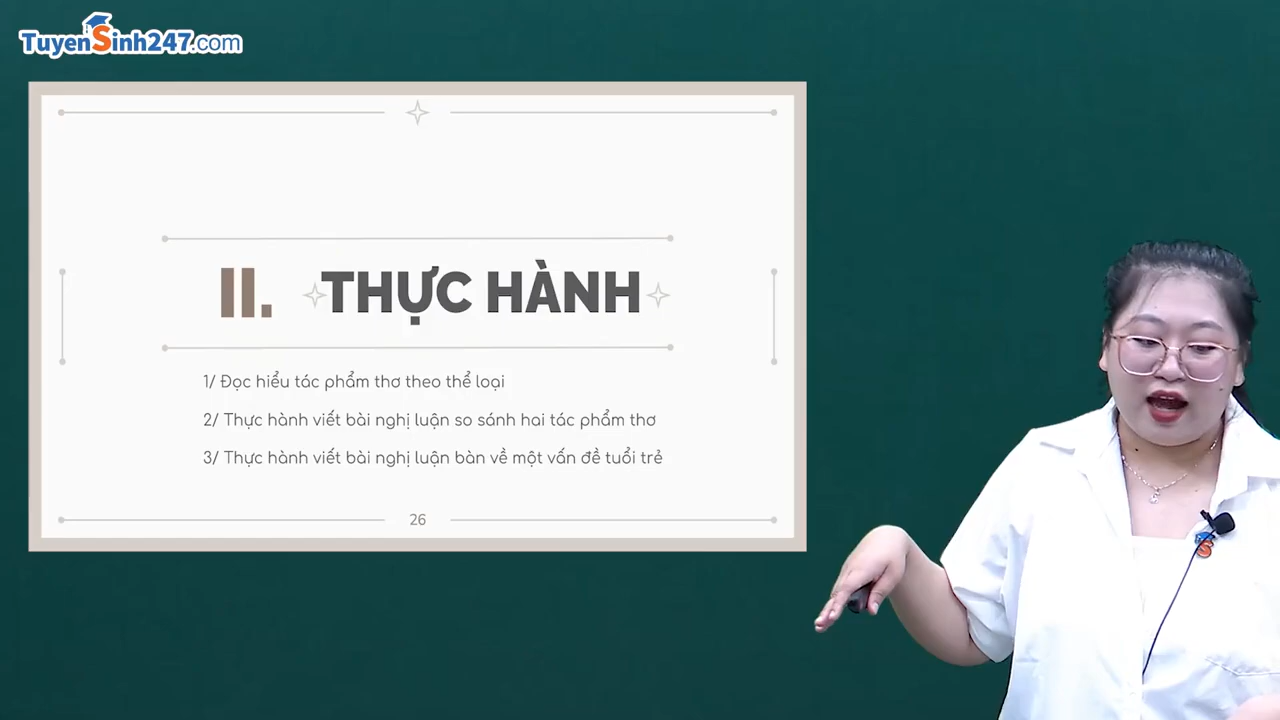 TuyenSinh247.com
II. THỰC HÀNH
1/ Đọc hiểu tác phẩm thơ theo thể loại
2/ Thực hành viết bài nghị luận so sánh hai tác phẩm thơ
3/ Thực hành viết bài nghị luận bàn về một vấn đề tuổi trẻ
26